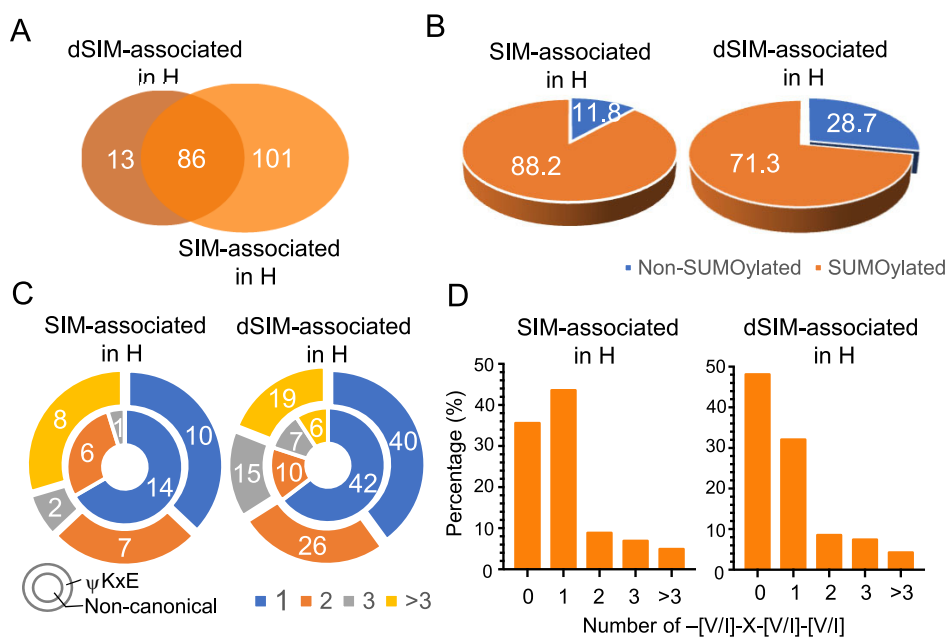 A
dSIM-associated
in H
13
86
101
SIM-associated
in H
B
SIM-associated
in H
dSIM-associated
in H
11.8
88.2
28.7
71.3
Non-SUMOylated
SUMOylated
C
SIM-associated
in H
dSIM-associated
in H
8
10
7
2
6
1
14
19
40
26
15
7
6
10
42
ψKxE
Non-canonical
1
2
3
>3
D
SIM-associated
in H
dSIM-associated
in H
Percentage (%)
50
40
30
20
10
0
0 1 2 3 >3
50
40
30
20
10
0
0 1 2 3 >3
Number of –[V/I]-X-[V/I]-[V/I]